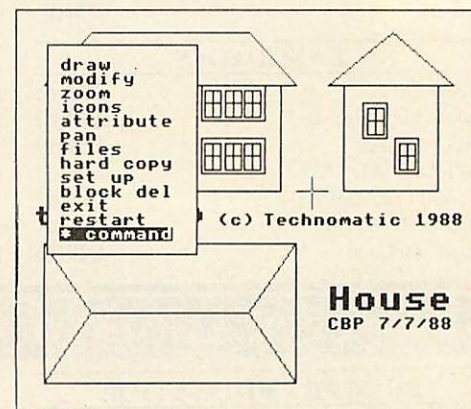 draw
modify
zoom
icons
attribute
pan
files
hard copy
set up
block del
exit
restart
* command
(c) Technomatic 1988
House
CBP 7/7/88